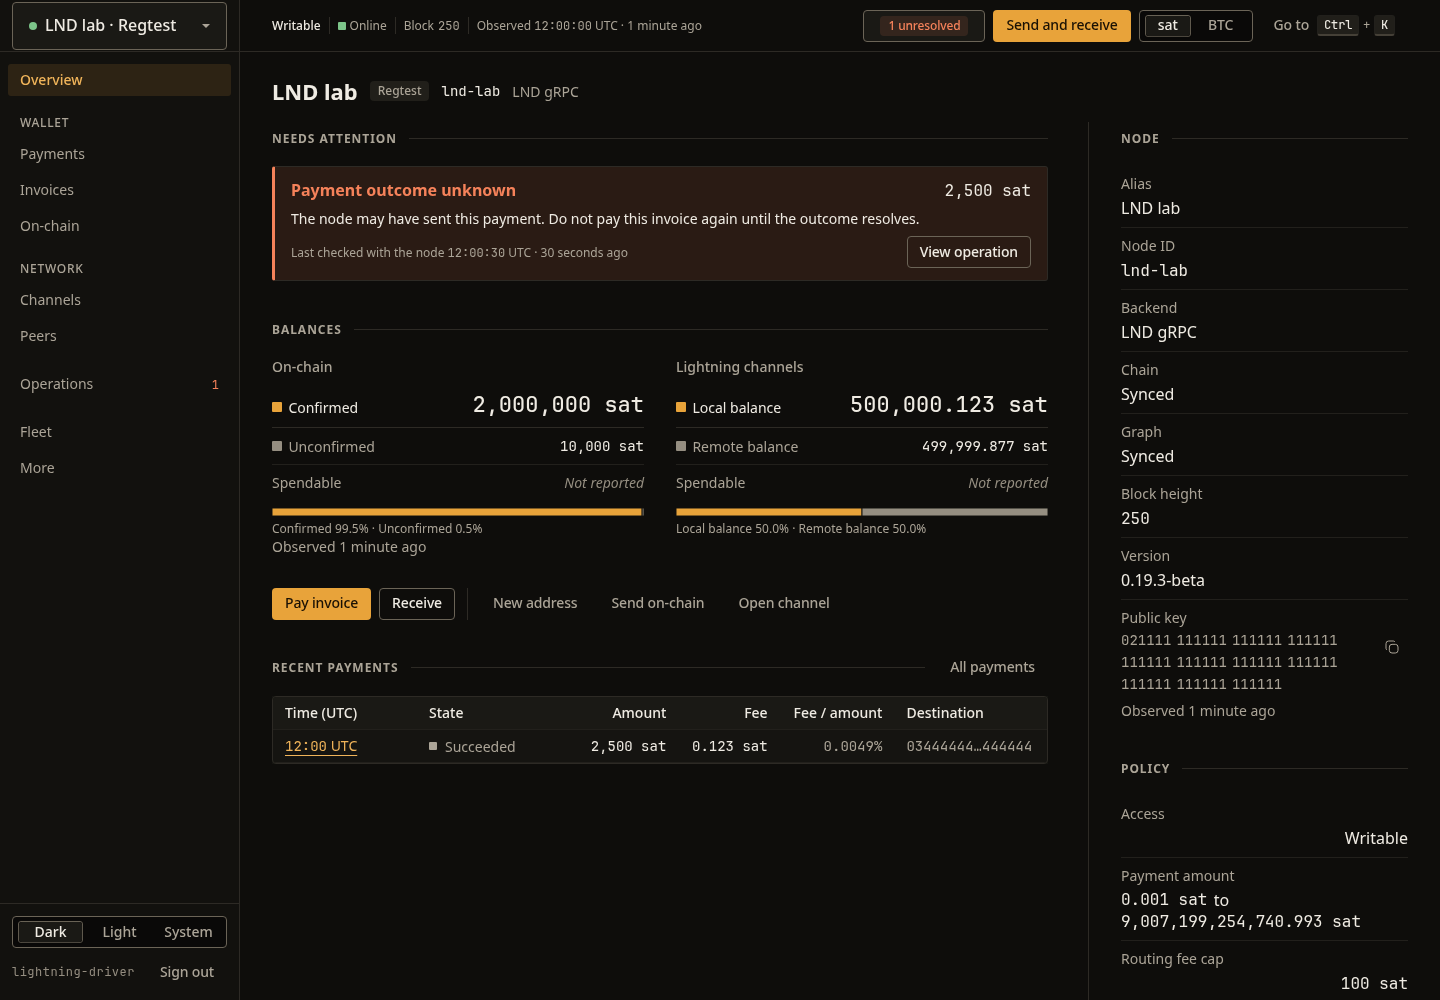 LND lab · Regtest
Writable
Online
Block 250
Observed 12:00:00 UTC · 1 minute ago
1 unresolved
Send and receive
sat
BTC
Go to Ctrl + K
Overview
WALLET
Payments
Invoices
On-chain
NETWORK
Channels
Peers
Operations 1
Fleet
More
Dark
Light
System
lightning-driver
Sign out
LND lab Regtest lnd-lab LND gRPC
NEEDS ATTENTION
Payment outcome unknown 2,500 sat
The node may have sent this payment. Do not pay this invoice again until the outcome resolves.
Last checked with the node 12:00:30 UTC · 30 seconds ago
View operation
BALANCES
On-chain
Confirmed 2,000,000 sat
Unconfirmed 10,000 sat
Spendable Not reported
Confirmed 99.5% · Unconfirmed 0.5%
Observed 1 minute ago
Lightning channels
Local balance 500,000.123 sat
Remote balance 499,999.877 sat
Spendable Not reported
Local balance 50.0% · Remote balance 50.0%
Pay invoice
Receive
New address
Send on-chain
Open channel
RECENT PAYMENTS
All payments
Time (UTC) State Amount Fee Fee / amount Destination
12:00 UTC Succeeded 2,500 sat 0.123 sat 0.0049% 03444444…444444
NODE
Alias
LND lab
Node ID
lnd-lab
Backend
LND gRPC
Chain
Synced
Graph
Synced
Block height
250
Version
0.19.3-beta
Public key
021111 111111 111111 111111
111111 111111 111111 111111
111111 111111 111111
Observed 1 minute ago
POLICY
Access
Writable
Payment amount
0.001 sat to
9,007,199,254,740.993 sat
Routing fee cap
100 sat